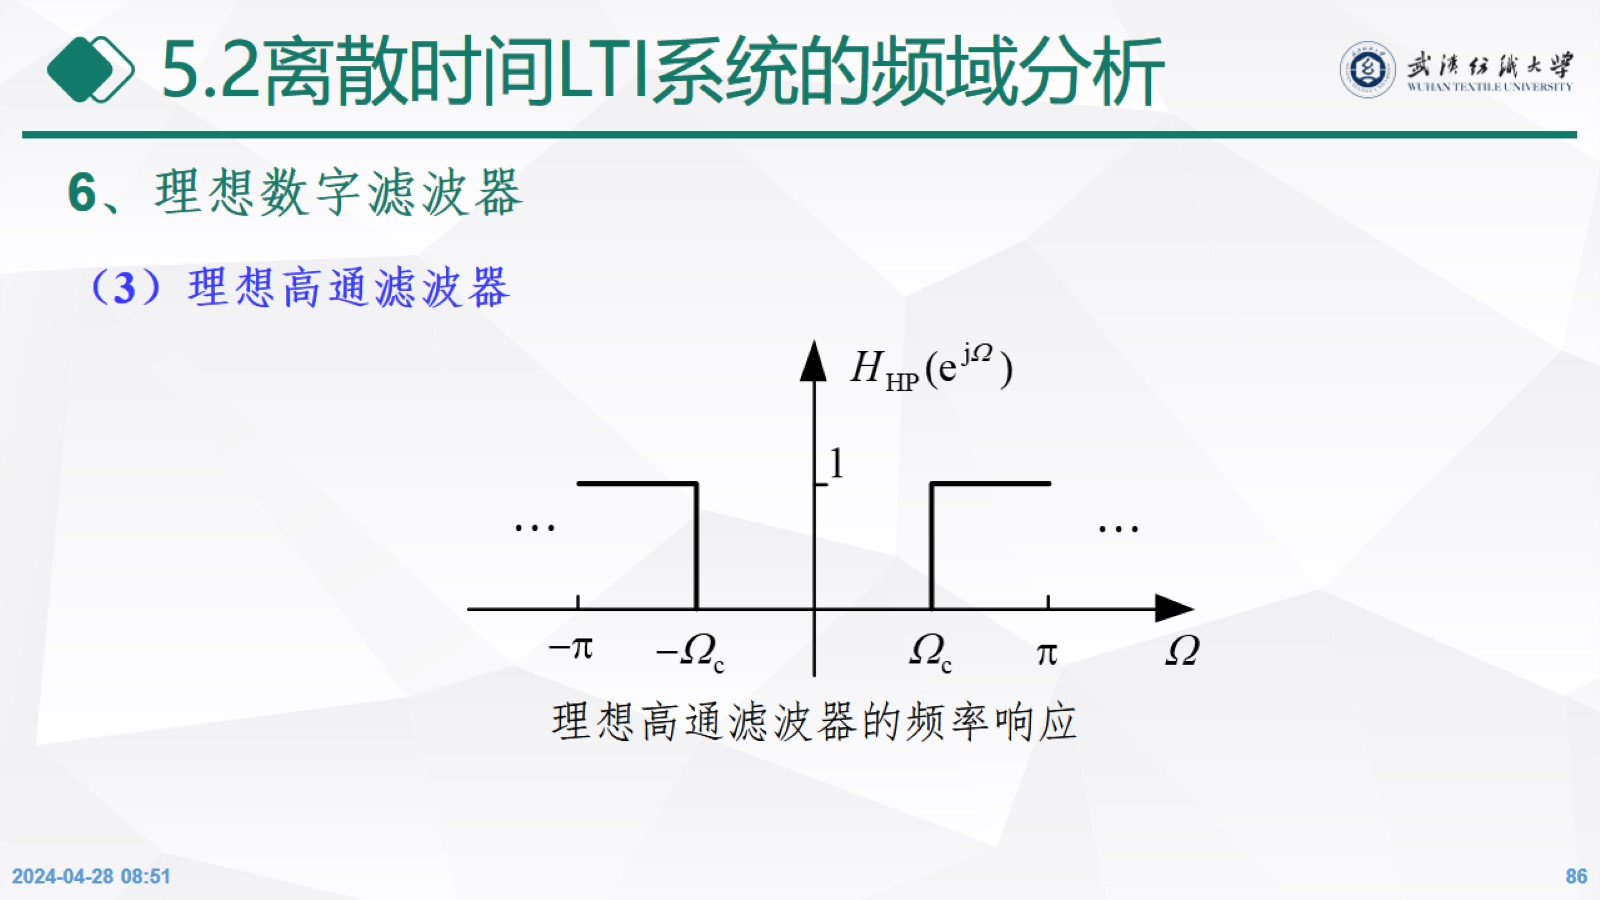 5.2离散时间LTI系统的频域分析
武汉纺织大学
WUHAN TEXTILE UNIVERSITY
6、理想数字滤波器
（3）理想高通滤波器
H_HP(e^jΩ)
1
… …
−π −Ω_c Ω_c π Ω
理想高通滤波器的频率响应
2024-04-28 08:51 86